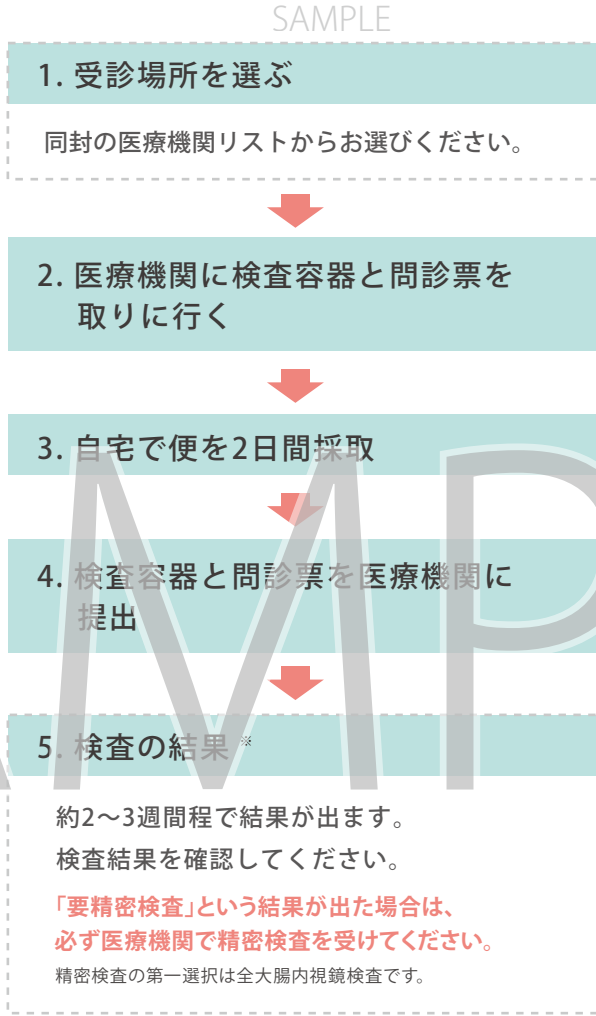 SAMPLE
1. 受診場所を選ぶ
同封の医療機関リストからお選びください。
2. 医療機関に検査容器と問診票を
取りに行く
3. 自宅で便を2日間採取
4. 検査容器と問診票を医療機関に
提出
5. 検査の結果※
約2〜3週間程で結果が出ます。
検査結果を確認してください。
「要精密検査」という結果が出た場合は、
必ず医療機関で精密検査を受けてください。
精密検査の第一選択は全大腸内視鏡検査です。
MP